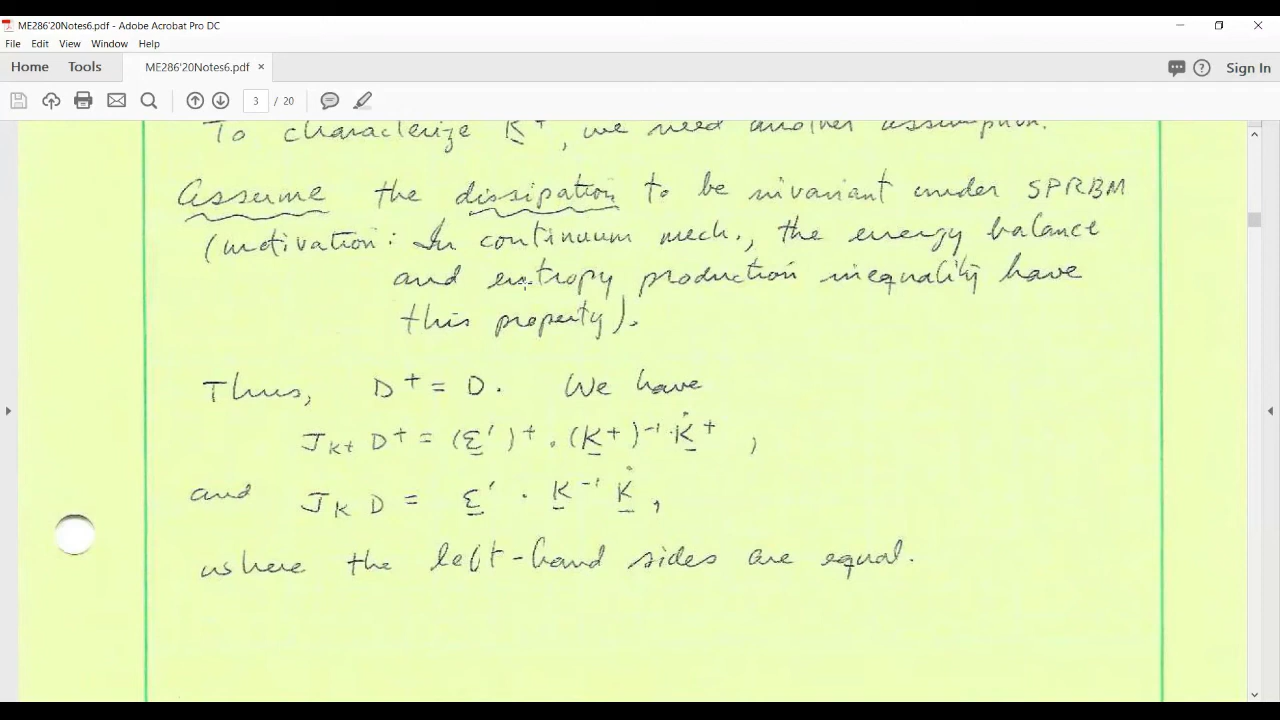 ME286'20Notes6.pdf - Adobe Acrobat Pro DC
File Edit View Window Help
Home Tools ME286'20Notes6.pdf × Sign In
3 / 20
To characterize K⁺, we need another assumption.
Assume the dissipation to be invariant under SPRBM
(motivation: In continuum mech., the energy balance
and entropy production inequality have
this property).
Thus, D⁺ = D. We have
J_K⁺ D⁺ = (Ɛ')⁺ · (K⁺)⁻¹ K̇⁺ ,
and J_K D = Ɛ' · K⁻¹ K̇ ,
where the left-hand sides are equal.